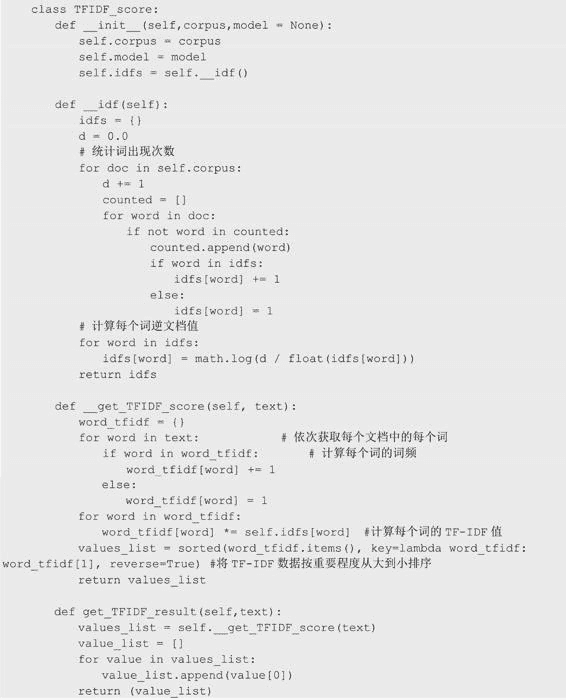 class TFIDF_score:
    def __init__(self,corpus,model = None):
        self.corpus = corpus
        self.model = model
        self.idfs = self.__idf()

    def __idf(self):
        idfs = {}
        d = 0.0
        # 统计词出现次数
        for doc in self.corpus:
            d += 1
            counted = []
            for word in doc:
                if not word in counted:
                    counted.append(word)
                    if word in idfs:
                        idfs[word] += 1
                    else:
                        idfs[word] = 1
        # 计算每个词逆文档值
        for word in idfs:
            idfs[word] = math.log(d / float(idfs[word]))
        return idfs

    def __get_TFIDF_score(self, text):
        word_tfidf = {}
        for word in text:            # 依次获取每个文档中的每个词
            if word in word_tfidf:       # 计算每个词的词频
                word_tfidf[word] += 1
            else:
                word_tfidf[word] = 1
        for word in word_tfidf:
            word_tfidf[word] *= self.idfs[word]  #计算每个词的 TF-IDF 值
        values_list = sorted(word_tfidf.items(), key=lambda word_tfidf:
word_tfidf[1], reverse=True) #将 TF-IDF 数据按重要程度从大到小排序
        return values_list

    def get_TFIDF_result(self,text):
        values_list = self.__get_TFIDF_score(text)
        value_list = []
        for value in values_list:
            value_list.append(value[0])
        return (value_list)